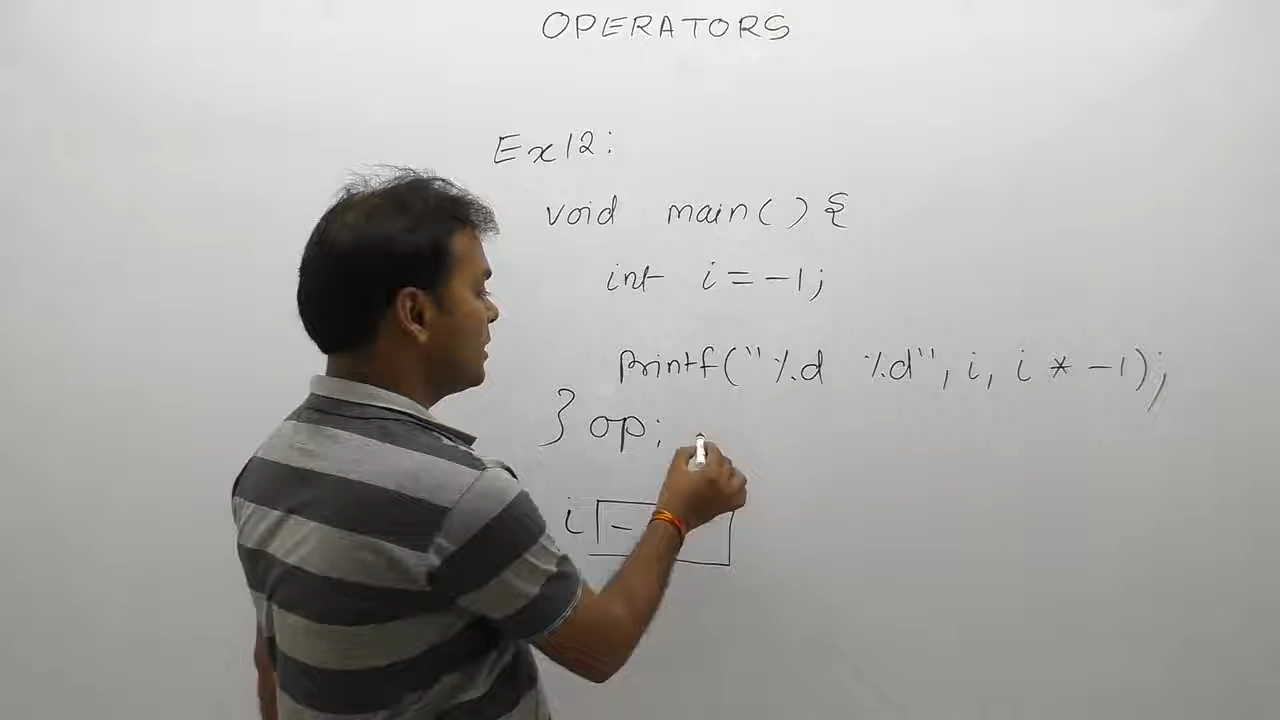 OPERATORS
Ex12:
void main() {
int i = -1;
printf("%d %d", i, i * -1);
} op:
i -